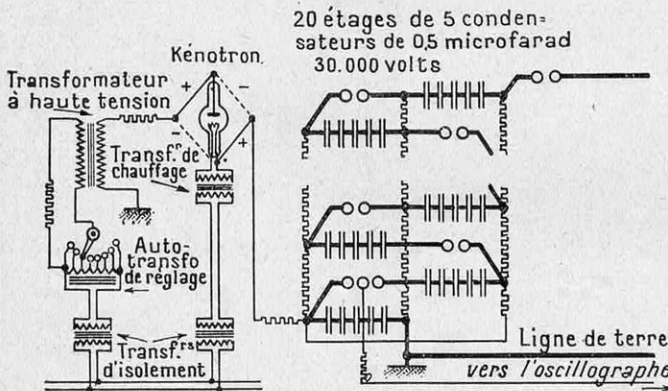 20 étages de 5 conden=
sateurs de 0,5 microfarad
30.000 volts
Kénotron
Transformateur
à haute tension
+
-
-
+
Transf.r de
chauffage
Auto-
transfo
de réglage
Transf.rs
d'isolement
Ligne de terre
vers l'oscillographe